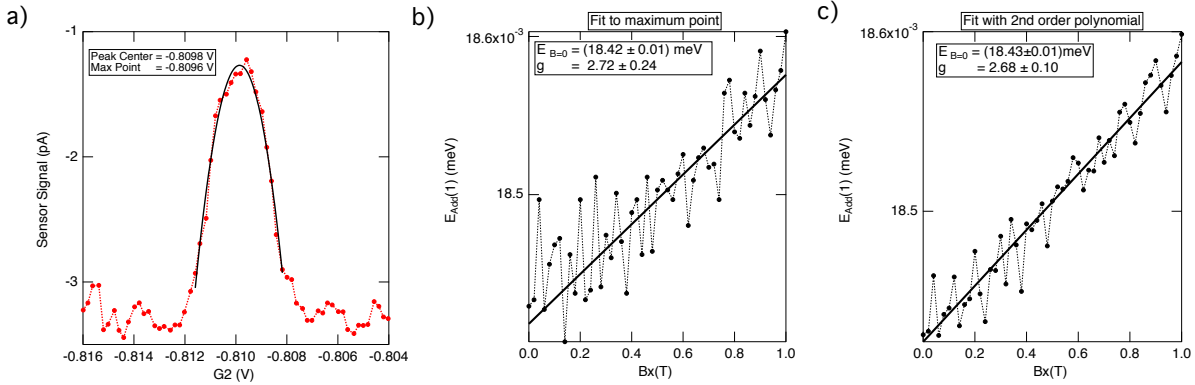 a)
Peak Center = -0.8098 V
Max Point = -0.8096 V
-1
-2
-3
Sensor Signal (pA)
-0.816
-0.814
-0.812
-0.810
-0.808
-0.806
-0.804
G2 (V)
b)
Fit to maximum point
18.6x10⁻³
E B=0 = (18.42 ± 0.01) meV
g = 2.72 ± 0.24
18.5
E Add(1) (meV)
0.0
0.2
0.4
0.6
0.8
1.0
Bx(T)
c)
Fit with 2nd order polynomial
18.6x10⁻³
E B=0 = (18.43±0.01)meV
g = 2.68 ± 0.10
18.5
E Add(1) (meV)
0.0
0.2
0.4
0.6
0.8
1.0
Bx(T)